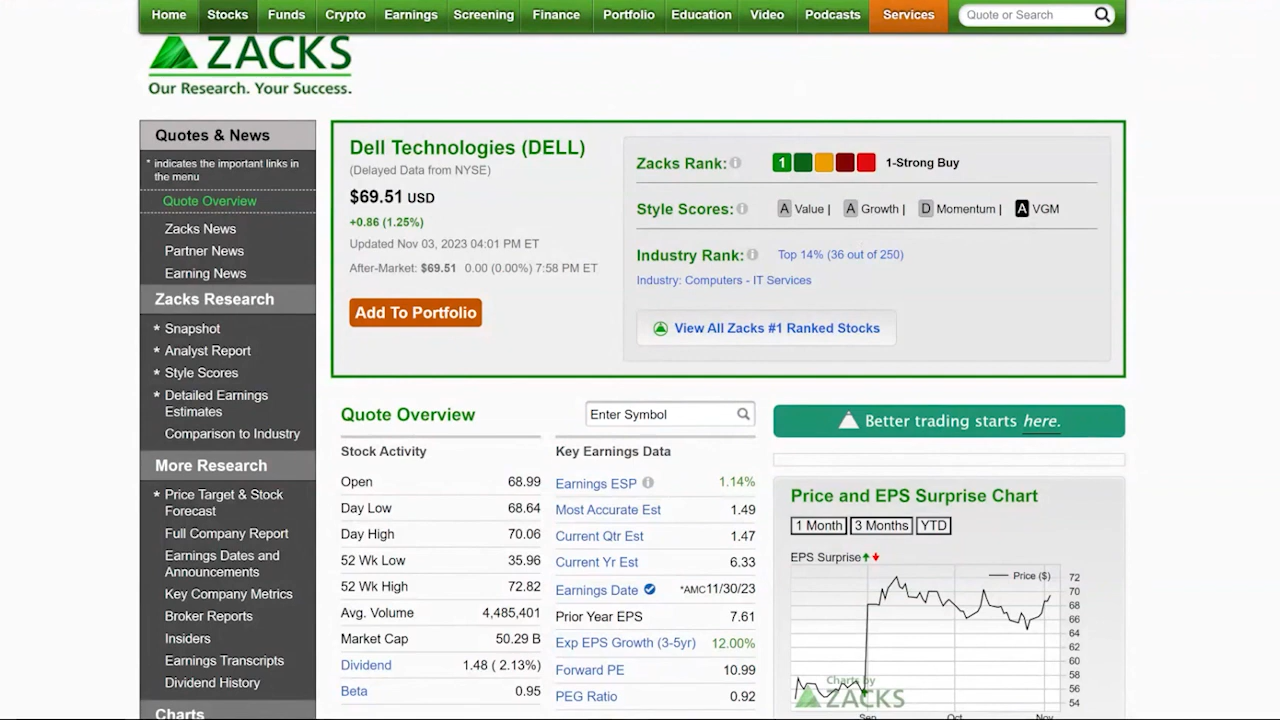 Home Stocks Funds Crypto Earnings Screening Finance Portfolio Education Video Podcasts Services Quote or Search
ZACKS
Our Research. Your Success.
Quotes & News
* indicates the important links in
the menu
Quote Overview
Zacks News
Partner News
Earning News
Zacks Research
* Snapshot
* Analyst Report
* Style Scores
* Detailed Earnings
Estimates
Comparison to Industry
More Research
* Price Target & Stock
Forecast
Full Company Report
Earnings Dates and
Announcements
Key Company Metrics
Broker Reports
Insiders
Earnings Transcripts
Dividend History
Charts
Dell Technologies (DELL)
(Delayed Data from NYSE)
$69.51 USD
+0.86 (1.25%)
Updated Nov 03, 2023 04:01 PM ET
After-Market: $69.51 0.00 (0.00%) 7:58 PM ET
Add To Portfolio
Zacks Rank: 1 1-Strong Buy
Style Scores: A Value | A Growth | D Momentum | A VGM
Industry Rank: Top 14% (36 out of 250)
Industry: Computers - IT Services
View All Zacks #1 Ranked Stocks
Quote Overview
Enter Symbol
Stock Activity
Open 68.99
Day Low 68.64
Day High 70.06
52 Wk Low 35.96
52 Wk High 72.82
Avg. Volume 4,485,401
Market Cap 50.29 B
Dividend 1.48 ( 2.13%)
Beta 0.95
Key Earnings Data
Earnings ESP 1.14%
Most Accurate Est 1.49
Current Qtr Est 1.47
Current Yr Est 6.33
Earnings Date *AMC11/30/23
Prior Year EPS 7.61
Exp EPS Growth (3-5yr) 12.00%
Forward PE 10.99
PEG Ratio 0.92
Better trading starts here.
Price and EPS Surprise Chart
1 Month 3 Months YTD
EPS Surprise
Price ($)
72
70
68
66
64
62
60
58
56
54
Charts by
ZACKS
Sep Oct Nov